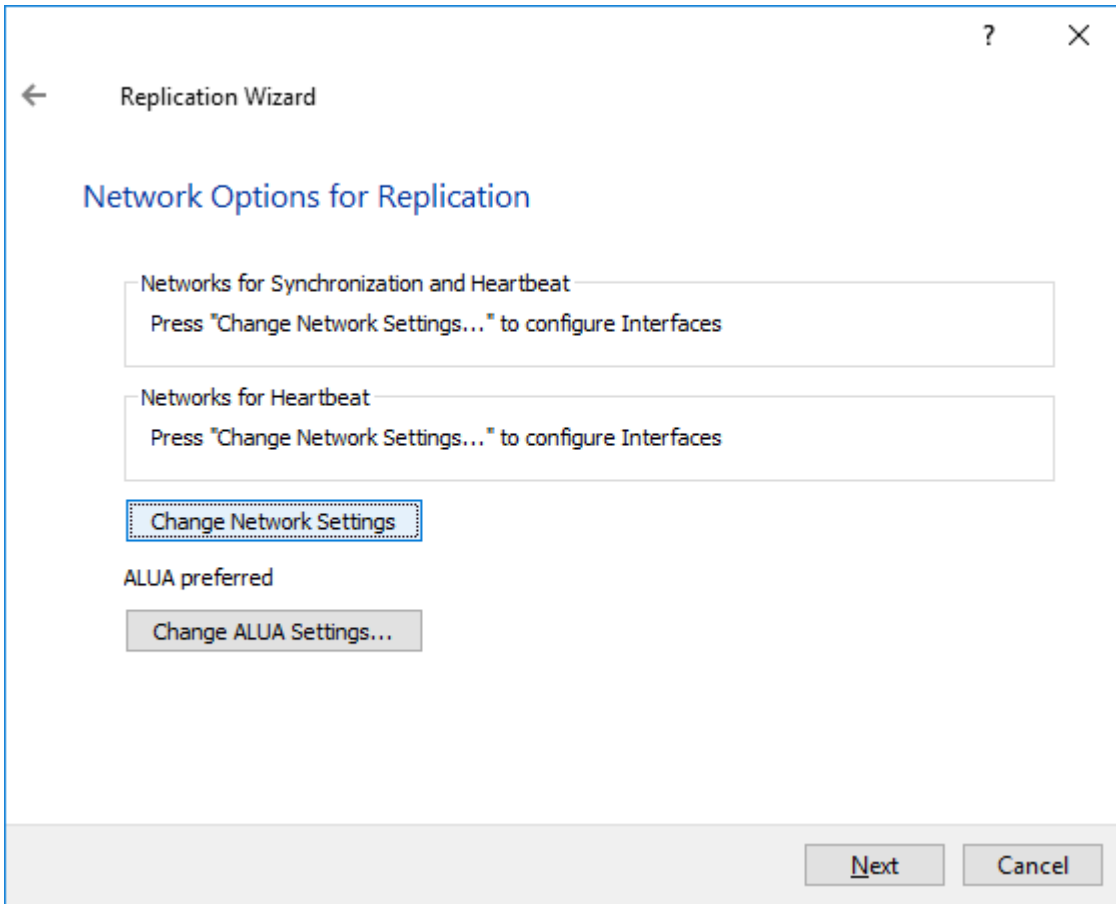 ?
Replication Wizard
Network Options for Replication
Networks for Synchronization and Heartbeat
Press "Change Network Settings..." to configure Interfaces
Networks for Heartbeat
Press "Change Network Settings..." to configure Interfaces
Change Network Settings
ALUA preferred
Change ALUA Settings...
Next
Cancel